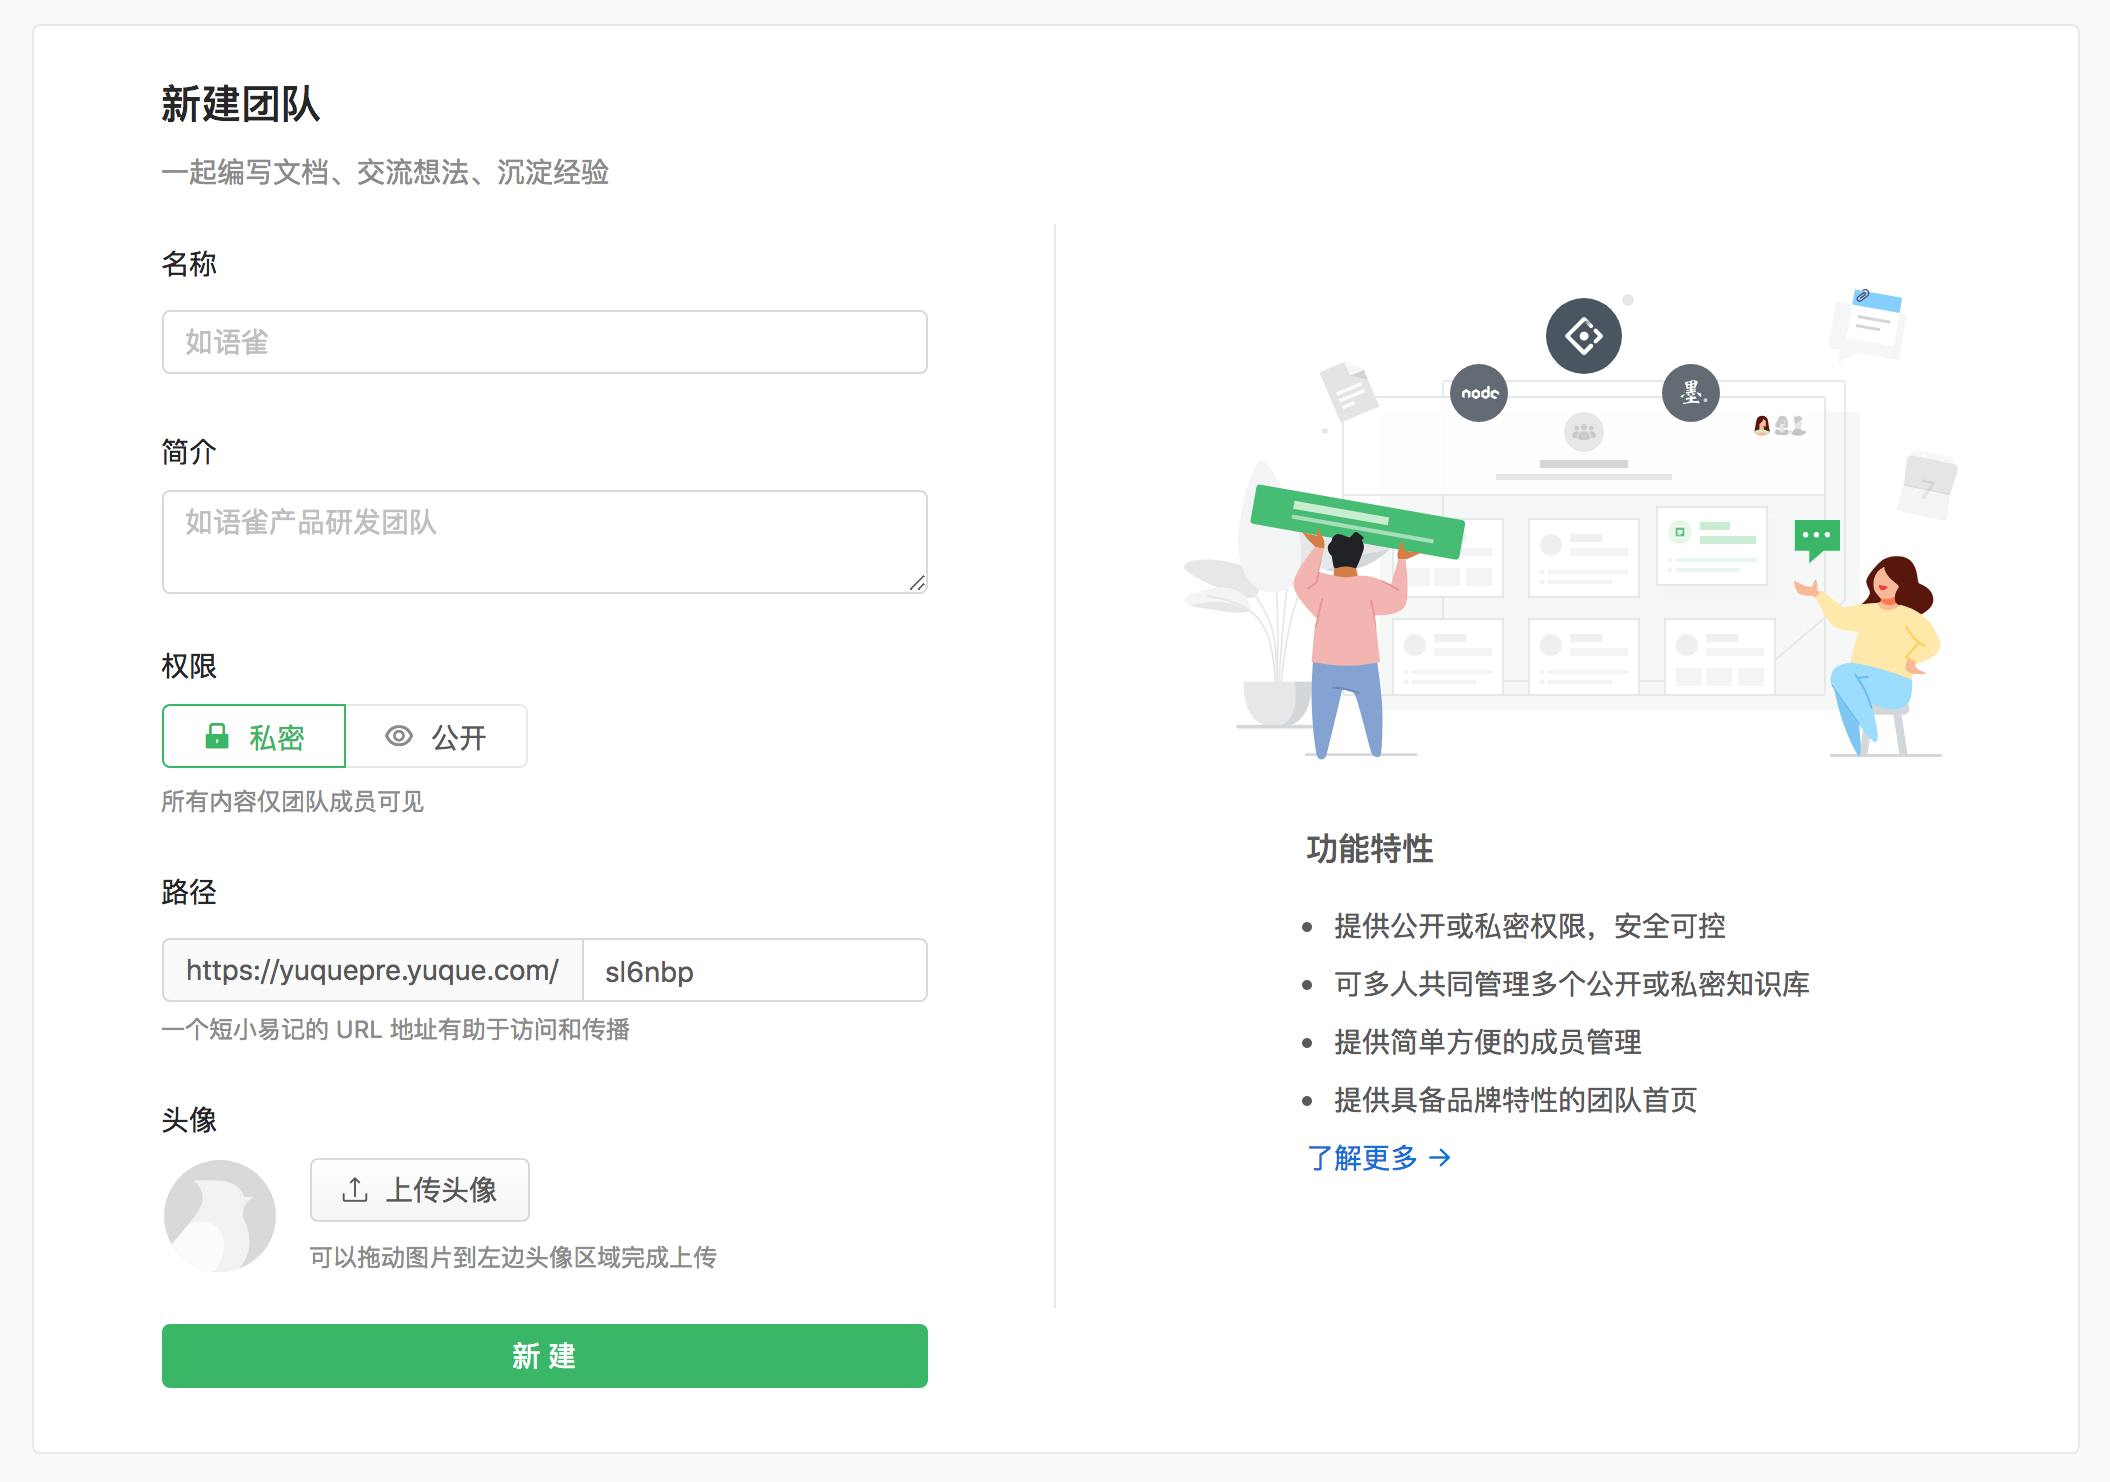 新建团队
一起编写文档、交流想法、沉淀经验
名称
如语雀
简介
如语雀产品研发团队
权限
私密
公开
所有内容仅团队成员可见
路径
https://yuquepre.yuque.com/
sl6nbp
一个短小易记的 URL 地址有助于访问和传播
头像
上传头像
可以拖动图片到左边头像区域完成上传
新 建
node
墨
7
功能特性
提供公开或私密权限，安全可控
可多人共同管理多个公开或私密知识库
提供简单方便的成员管理
提供具备品牌特性的团队首页
了解更多 →